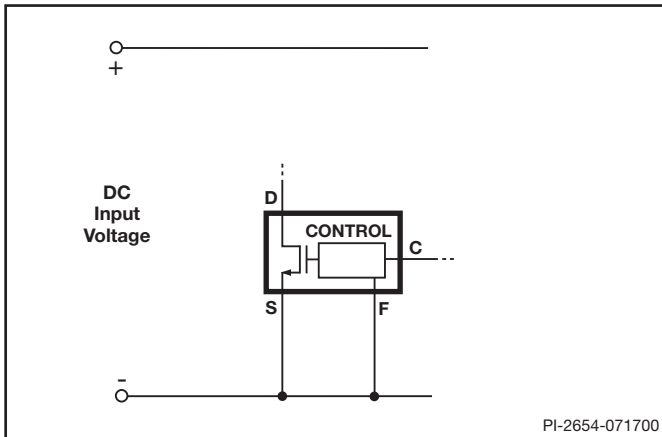 +
DC
Input
Voltage
D
CONTROL
C
S
F
-
PI-2654-071700